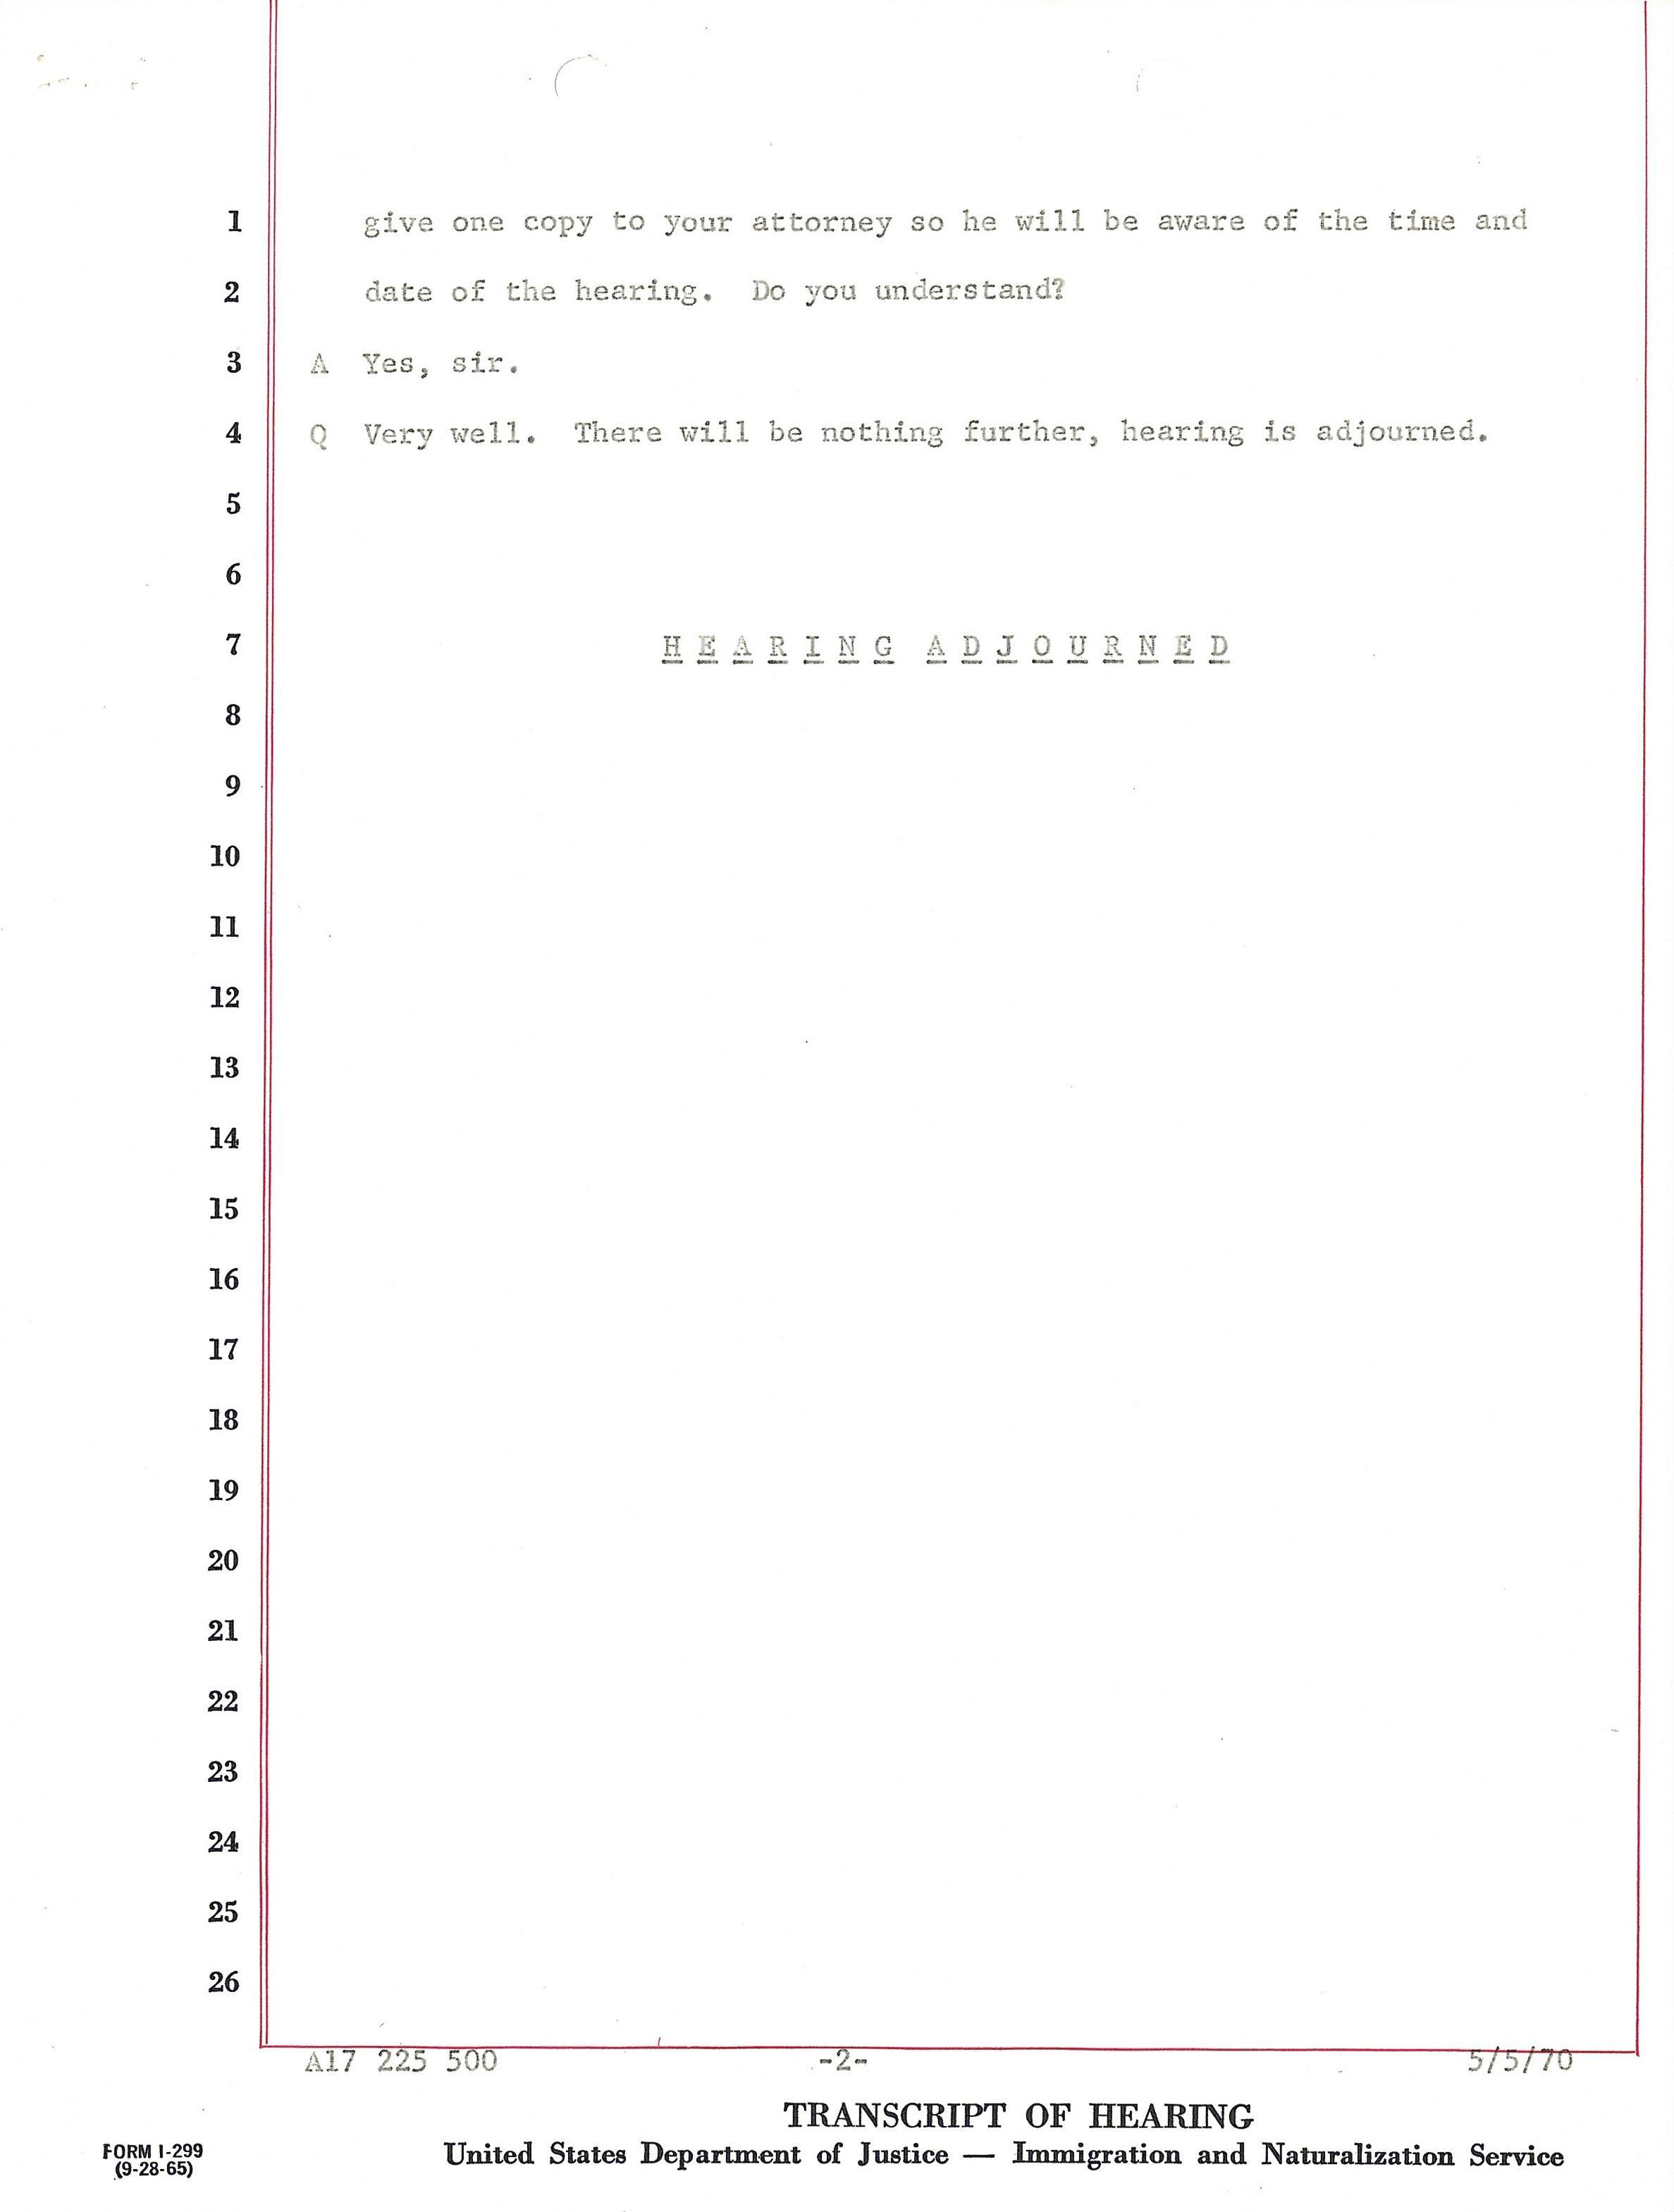 1 give one copy to your attorney so he will be aware of the time and
2 date of the hearing. Do you understand?
3 A Yes, sir.
4 Q Very well. There will be nothing further, hearing is adjourned.
5
6
7 H E A R I N G A D J O U R N E D
8
9
10
11
12
13
14
15
16
17
18
19
20
21
22
23
24
25
26
A17 225 500 -2- 5/5/70
TRANSCRIPT OF HEARING
FORM I-299 United States Department of Justice — Immigration and Naturalization Service
(9-28-65)